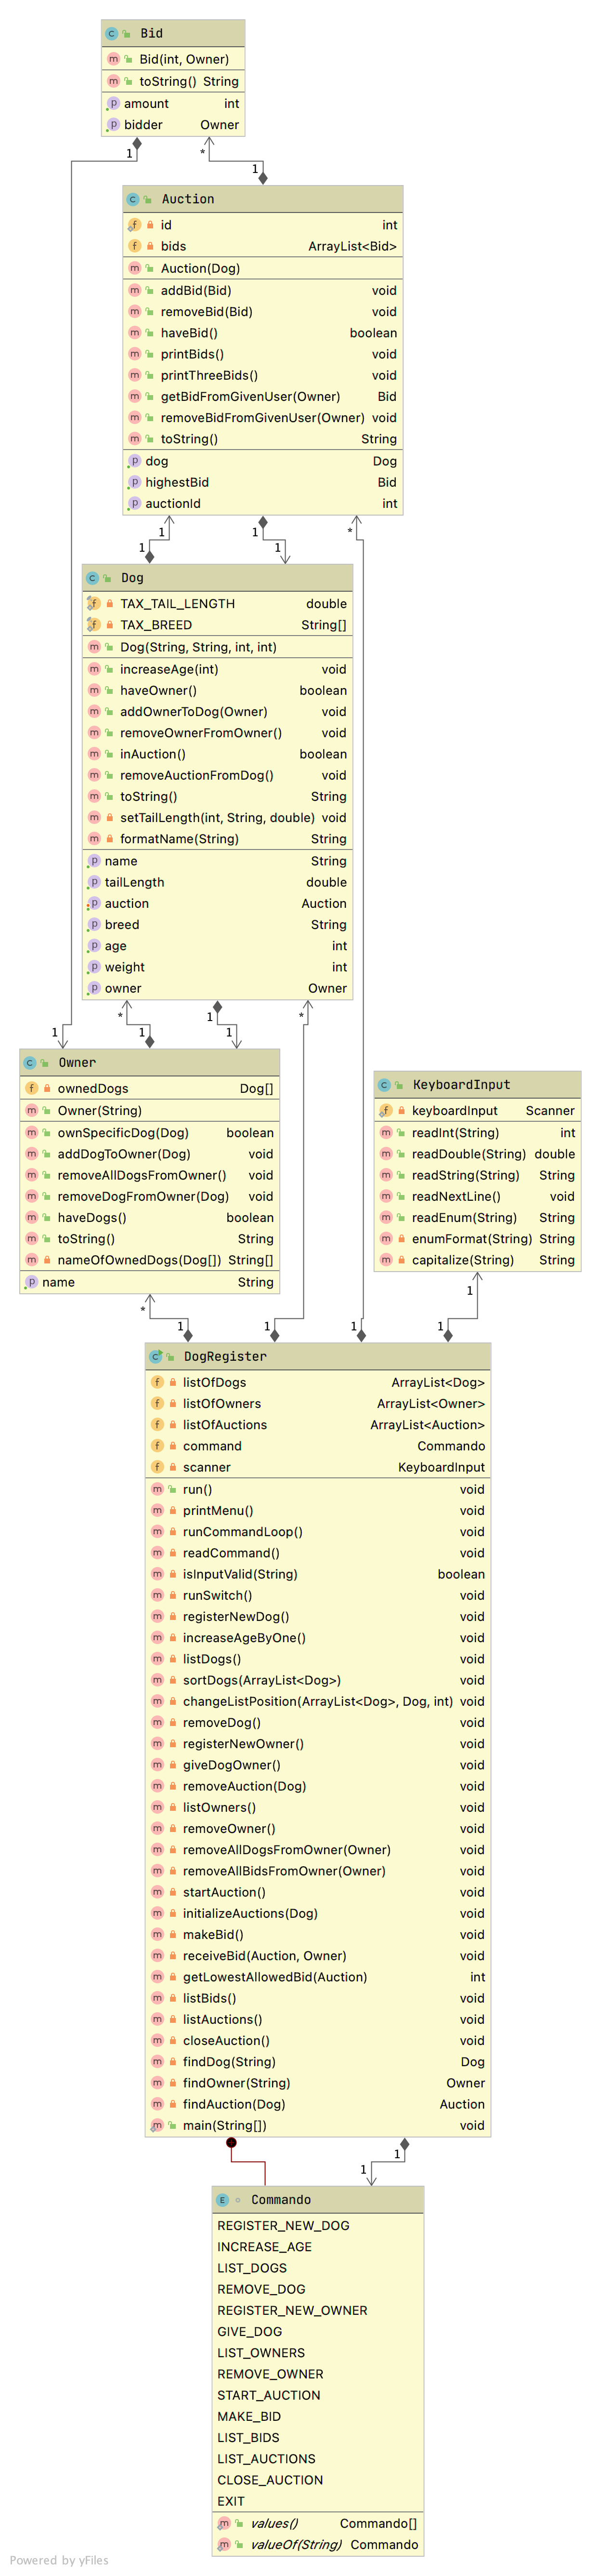 Bid
Bid(int, Owner)
toString() String
amount int
bidder Owner
1 * 1
Auction
id int
bids ArrayList<Bid>
Auction(Dog)
addBid(Bid) void
removeBid(Bid) void
haveBid() boolean
printBids() void
printThreeBids() void
getBidFromGivenUser(Owner) Bid
removeBidFromGivenUser(Owner) void
toString() String
dog Dog
highestBid Bid
auctionId int
1 1 *
1 1
Dog
TAX_TAIL_LENGTH double
TAX_BREED String[]
Dog(String, String, int, int)
increaseAge(int) void
haveOwner() boolean
addOwnerToDog(Owner) void
removeOwnerFromOwner() void
inAuction() boolean
removeAuctionFromDog() void
toString() String
setTailLength(int, String, double) void
formatName(String) String
name String
tailLength double
auction Auction
breed String
age int
weight int
owner Owner
* 1 *
1 1 1
Owner
ownedDogs Dog[]
Owner(String)
ownSpecificDog(Dog) boolean
addDogToOwner(Dog) void
removeAllDogsFromOwner() void
removeDogFromOwner(Dog) void
haveDogs() boolean
toString() String
nameOfOwnedDogs(Dog[]) String[]
name String
KeyboardInput
keyboardInput Scanner
readInt(String) int
readDouble(String) double
readString(String) String
readNextLine() void
readEnum(String) String
enumFormat(String) String
capitalize(String) String
* 1
1 1 1 1
DogRegister
listOfDogs ArrayList<Dog>
listOfOwners ArrayList<Owner>
listOfAuctions ArrayList<Auction>
command Commando
scanner KeyboardInput
run() void
printMenu() void
runCommandLoop() void
readCommand() void
isInputValid(String) boolean
runSwitch() void
registerNewDog() void
increaseAgeByOne() void
listDogs() void
sortDogs(ArrayList<Dog>) void
changeListPosition(ArrayList<Dog>, Dog, int) void
removeDog() void
registerNewOwner() void
giveDogOwner() void
removeAuction(Dog) void
listOwners() void
removeOwner() void
removeAllDogsFromOwner(Owner) void
removeAllBidsFromOwner(Owner) void
startAuction() void
initializeAuctions(Dog) void
makeBid() void
receiveBid(Auction, Owner) void
getLowestAllowedBid(Auction) int
listBids() void
listAuctions() void
closeAuction() void
findDog(String) Dog
findOwner(String) Owner
findAuction(Dog) Auction
main(String[]) void
1
1
Commando
REGISTER_NEW_DOG
INCREASE_AGE
LIST_DOGS
REMOVE_DOG
REGISTER_NEW_OWNER
GIVE_DOG
LIST_OWNERS
REMOVE_OWNER
START_AUCTION
MAKE_BID
LIST_BIDS
LIST_AUCTIONS
CLOSE_AUCTION
EXIT
values() Commando[]
valueOf(String) Commando
Powered by yFiles